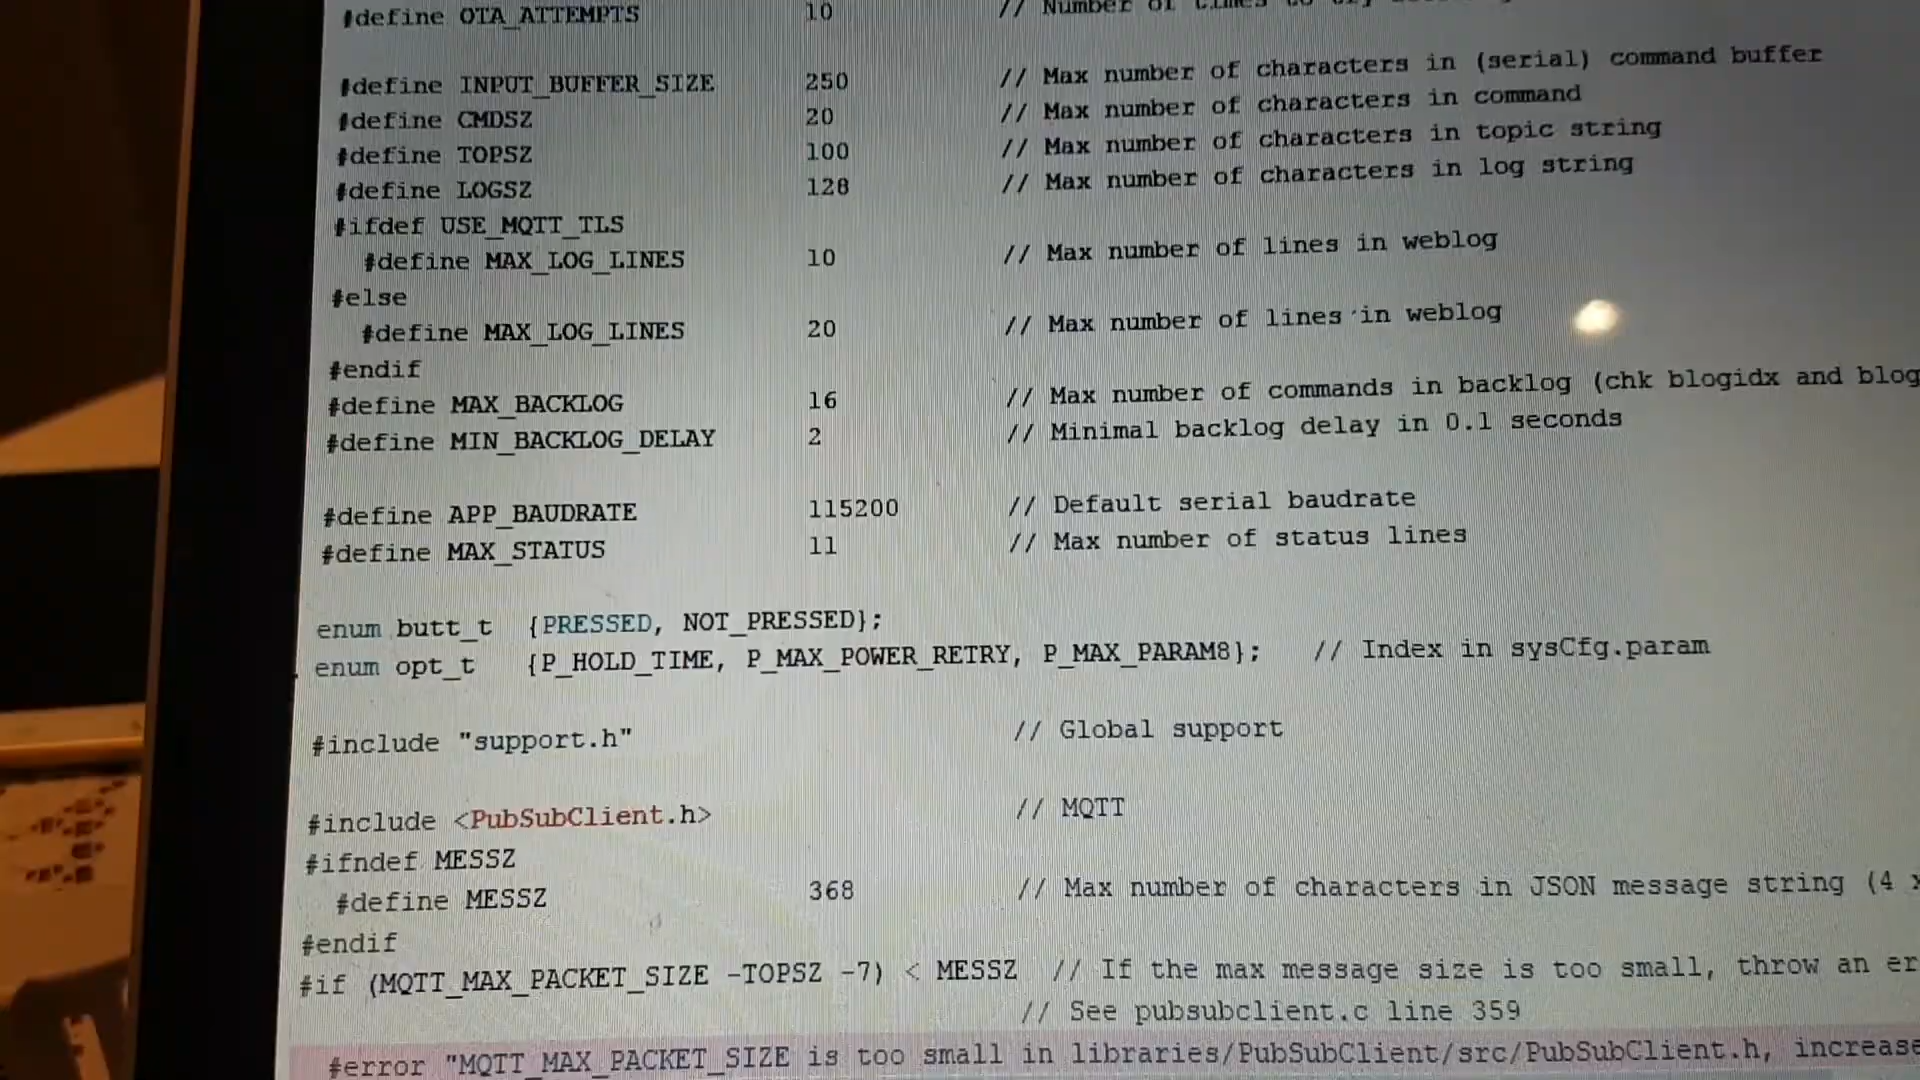 #define OTA_ATTEMPTS 10 // Number of times to try
#define INPUT_BUFFER_SIZE 250 // Max number of characters in (serial) command buffer
#define CMDSZ 20 // Max number of characters in command
#define TOPSZ 100 // Max number of characters in topic string
#define LOGSZ 128 // Max number of characters in log string
#ifdef USE_MQTT_TLS
#define MAX_LOG_LINES 10 // Max number of lines in weblog
#else
#define MAX_LOG_LINES 20 // Max number of lines in weblog
#endif
#define MAX_BACKLOG 16 // Max number of commands in backlog (chk blogidx and blog
#define MIN_BACKLOG_DELAY 2 // Minimal backlog delay in 0.1 seconds
#define APP_BAUDRATE 115200 // Default serial baudrate
#define MAX_STATUS 11 // Max number of status lines
enum butt_t {PRESSED, NOT_PRESSED};
enum opt_t {P_HOLD_TIME, P_MAX_POWER_RETRY, P_MAX_PARAM8}; // Index in sysCfg.param
#include "support.h" // Global support
#include <PubSubClient.h> // MQTT
#ifndef MESSZ
#define MESSZ 368 // Max number of characters in JSON message string (4 x
#endif
#if (MQTT_MAX_PACKET_SIZE -TOPSZ -7) < MESSZ // If the max message size is too small, throw an er
// See pubsubclient.c line 359
#error "MQTT_MAX_PACKET_SIZE is too small in libraries/PubSubClient/src/PubSubClient.h, increase